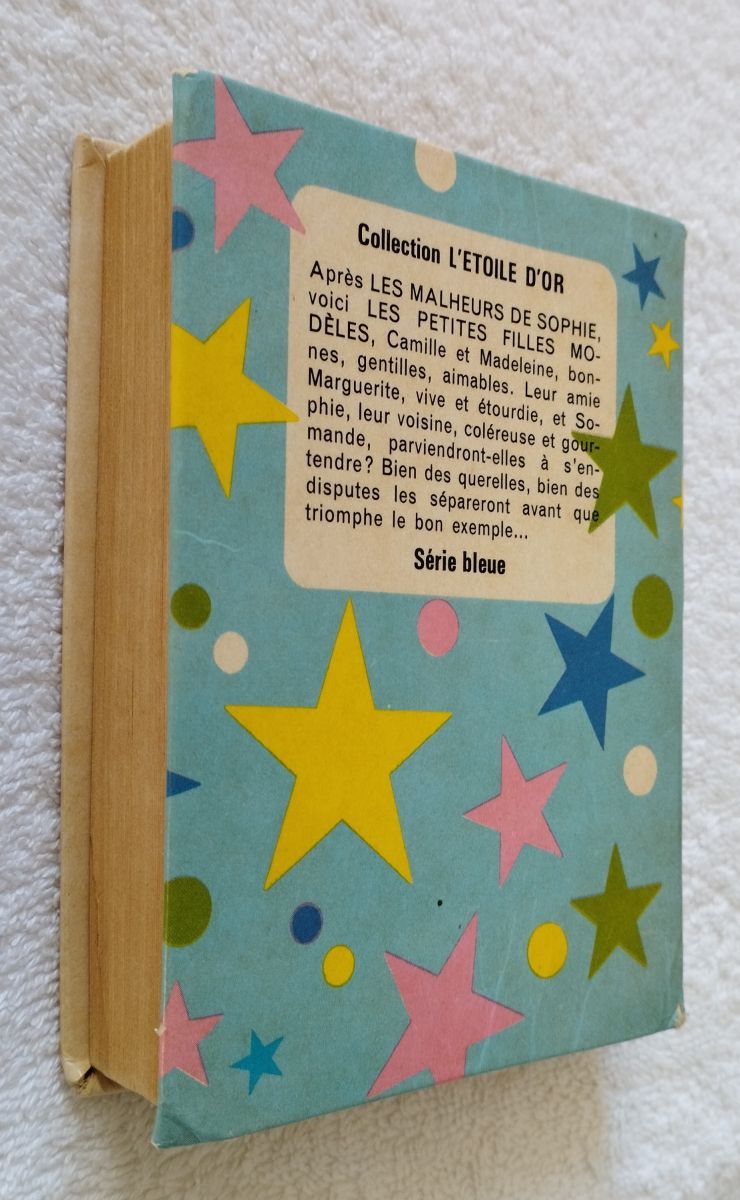 Collection L'ETOILE D'OR
Après LES MALHEURS DE SOPHIE,
voici LES PETITES FILLES MO-
DÈLES, Camille et Madeleine, bon-
nes, gentilles, aimables. Leur amie
Marguerite, vive et étourdie, et So-
phie, leur voisine, coléreuse et gour-
mande, parviendront-elles à s'en-
tendre? Bien des querelles, bien des
disputes les sépareront avant que
triomphe le bon exemple...
Série bleue